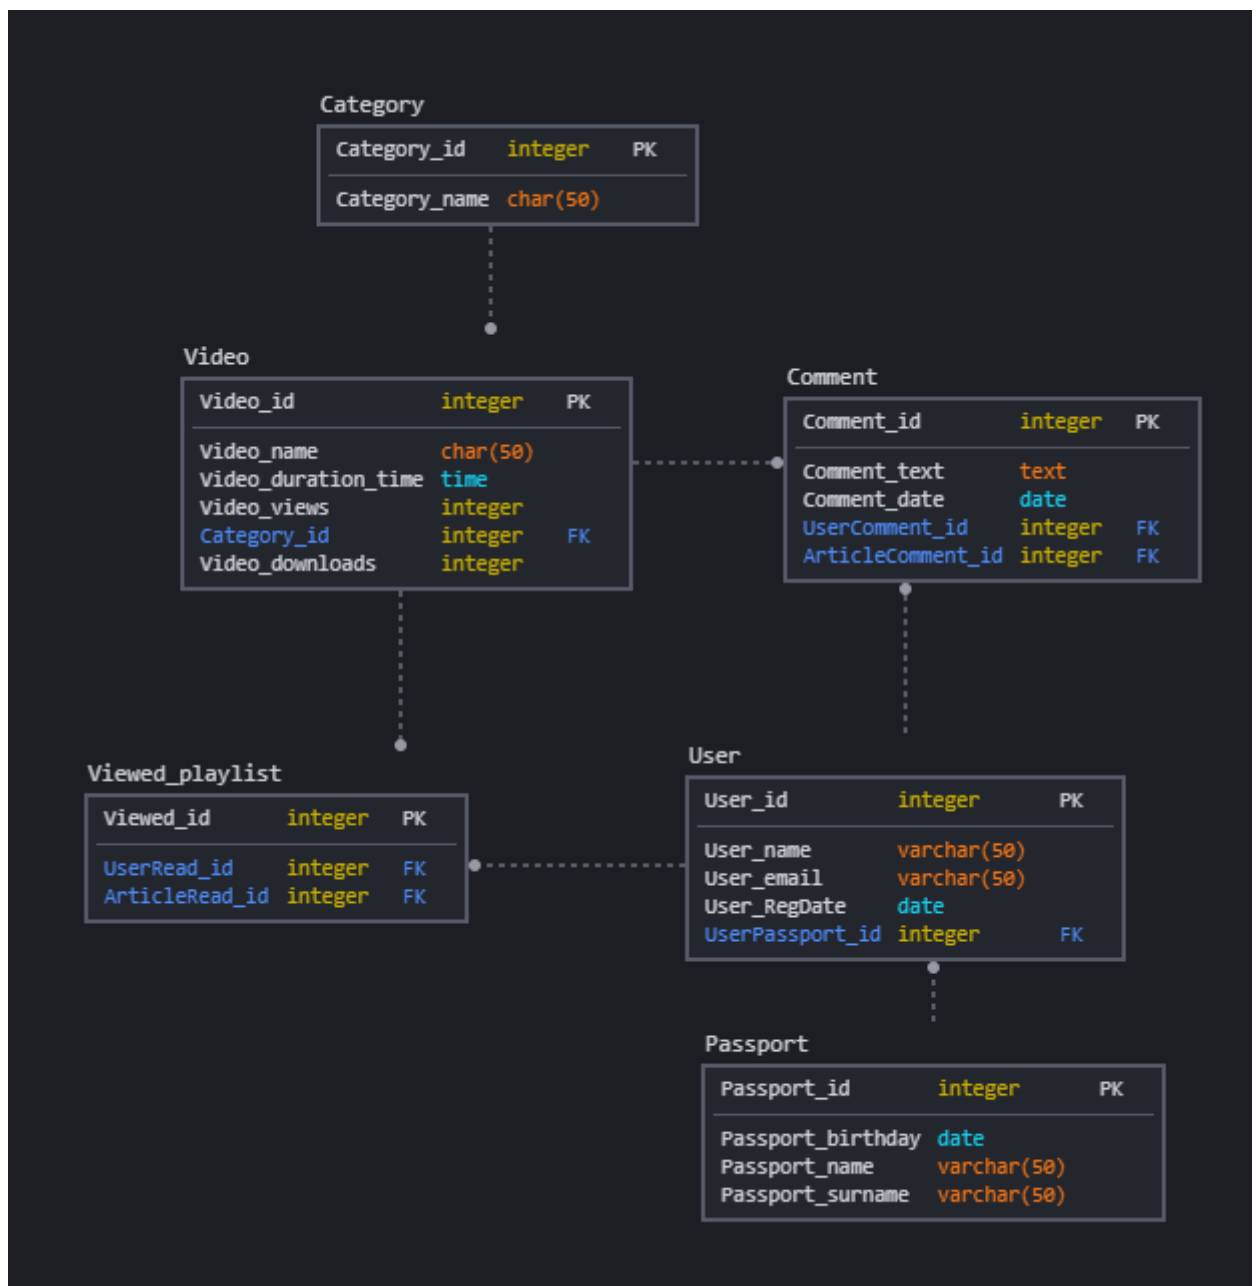 Category
Category_id integer PK
Category_name char(50)
Video
Video_id integer PK
Video_name char(50)
Video_duration_time time
Video_views integer
Category_id integer FK
Video_downloads integer
Comment
Comment_id integer PK
Comment_text text
Comment_date date
UserComment_id integer FK
ArticleComment_id integer FK
Viewed_playlist
Viewed_id integer PK
UserRead_id integer FK
ArticleRead_id integer FK
User
User_id integer PK
User_name varchar(50)
User_email varchar(50)
User_RegDate date
UserPassport_id integer FK
Passport
Passport_id integer PK
Passport_birthday date
Passport_name varchar(50)
Passport_surname varchar(50)